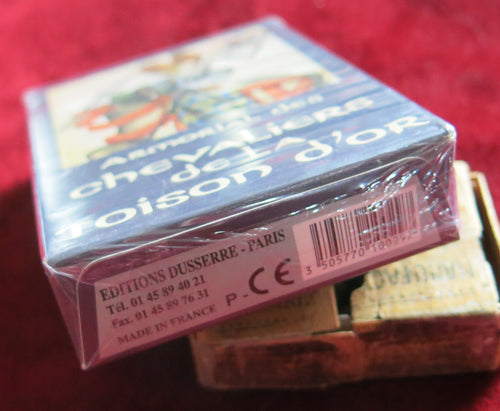 Armorial des
CHEVALIERS
de LA
Toison d'OR
EDITIONS DUSSERRE - PARIS
Tél. 01 45 89 40 21
Fax. 01 45 89 76 31
MADE IN FRANCE
P - CE